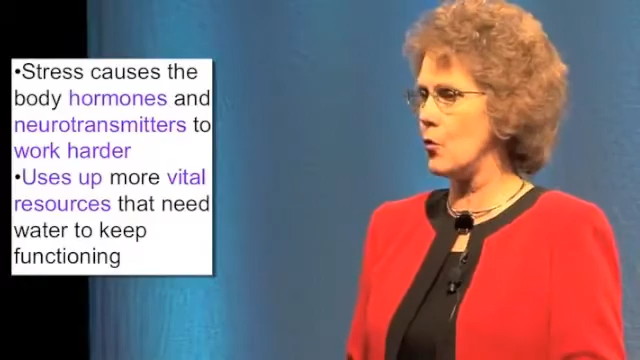 •Stress causes the
body hormones and
neurotransmitters to
work harder
•Uses up more vital
resources that need
water to keep
functioning